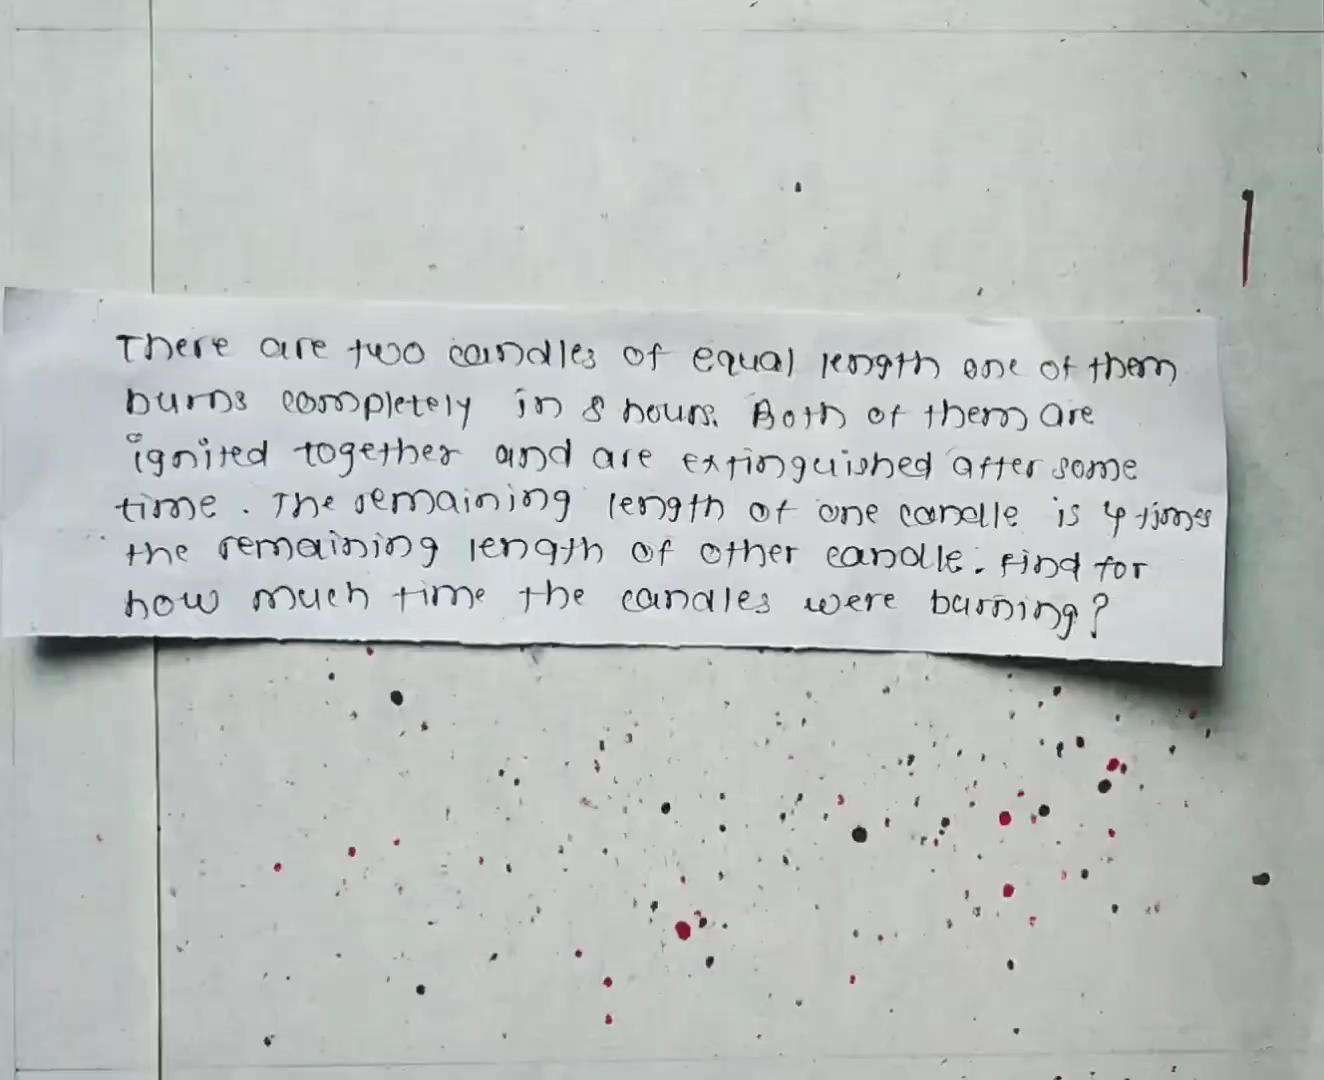 There are two candles of equal length one of them
burns completely in 8 hours. Both of them are
ignited together and are extinguished after some
time. The remaining length of one candle is 4 times
the remaining length of other candle. Find for
how much time the candles were burning?